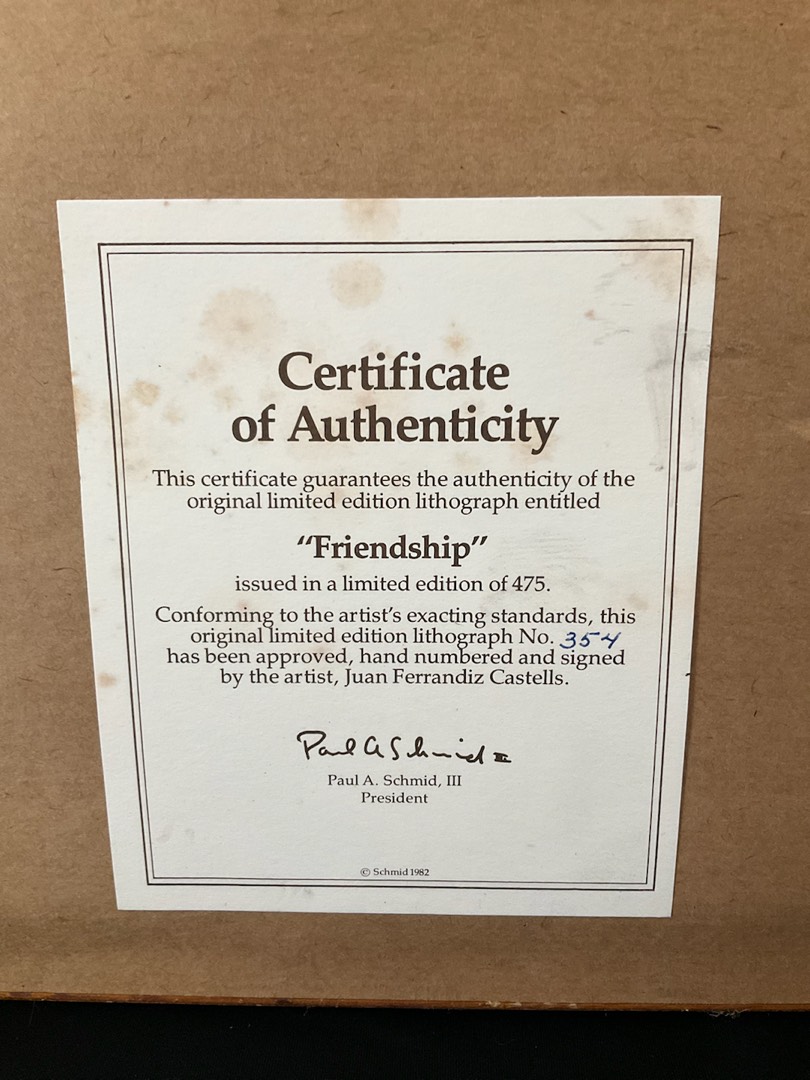 Certificate
of Authenticity
This certificate guarantees the authenticity of the
original limited edition lithograph entitled
“Friendship”
issued in a limited edition of 475.
Conforming to the artist’s exacting standards, this
original limited edition lithograph No. 354
has been approved, hand numbered and signed
by the artist, Juan Ferrandiz Castells.
Paul A Schmid III
Paul A. Schmid, III
President
© Schmid 1982